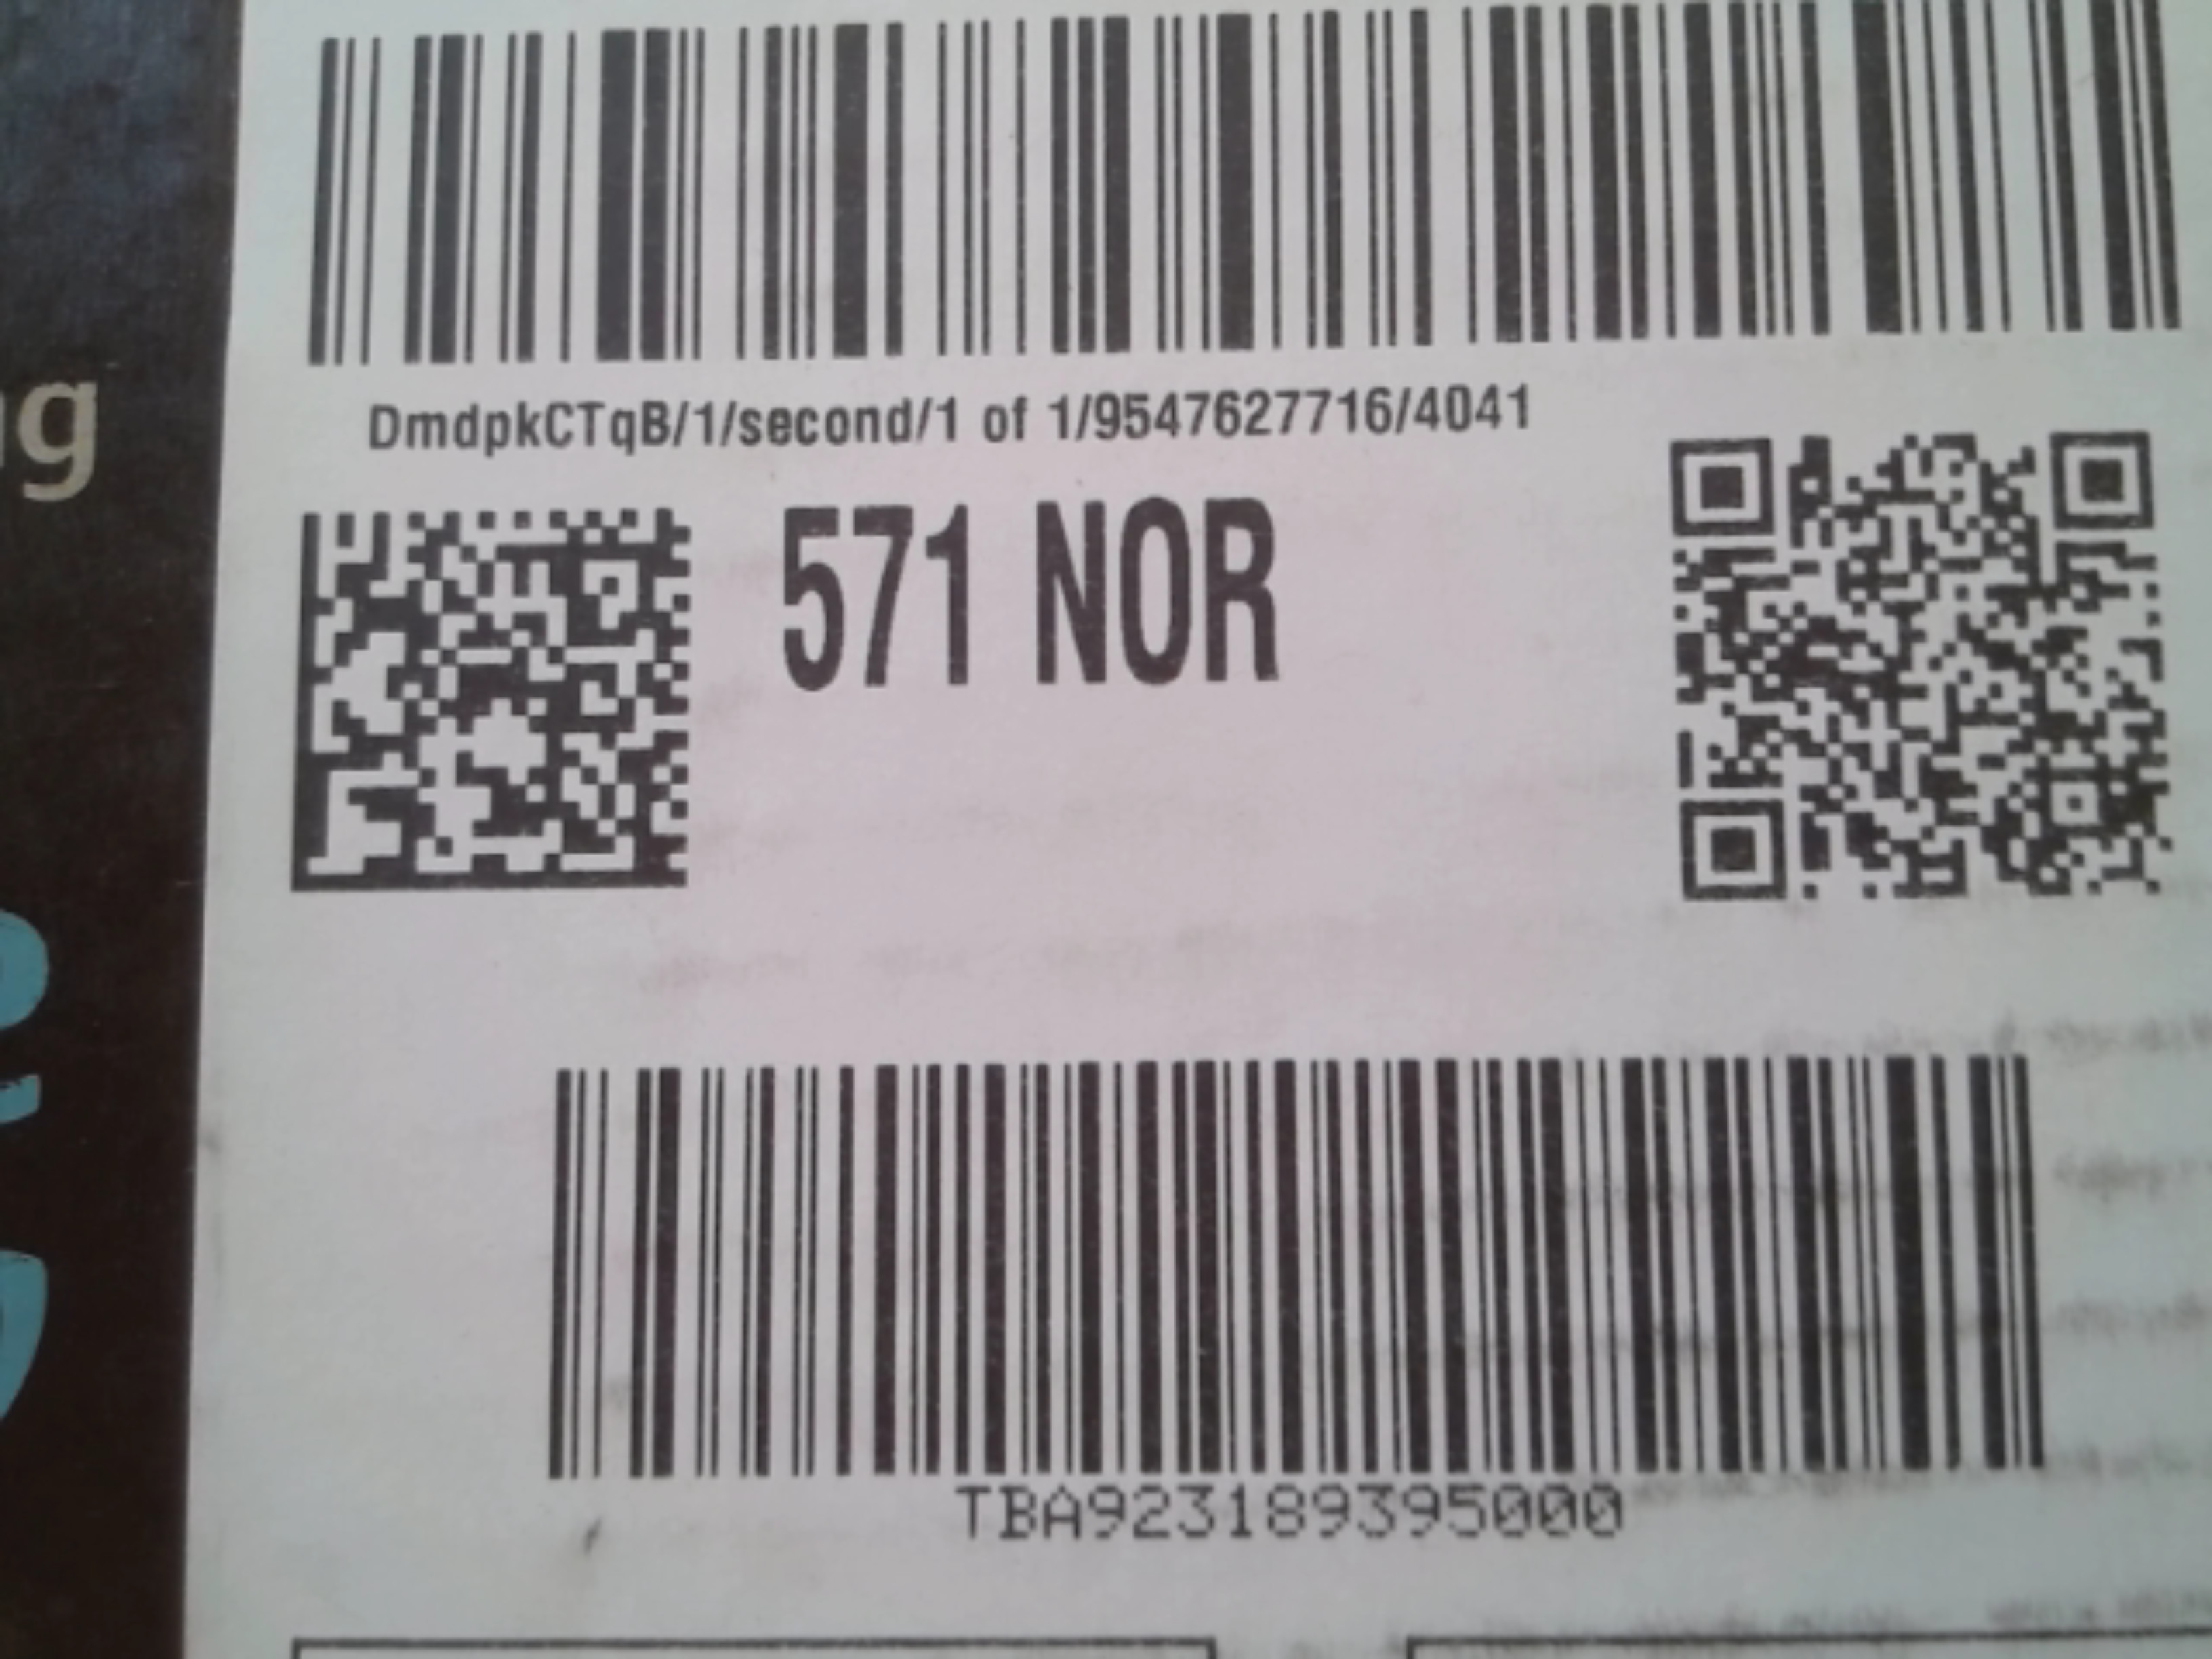 DmdpkCTqB/1/second/1 of 1/9547627716/4041
571 NOR
TBA923189395000